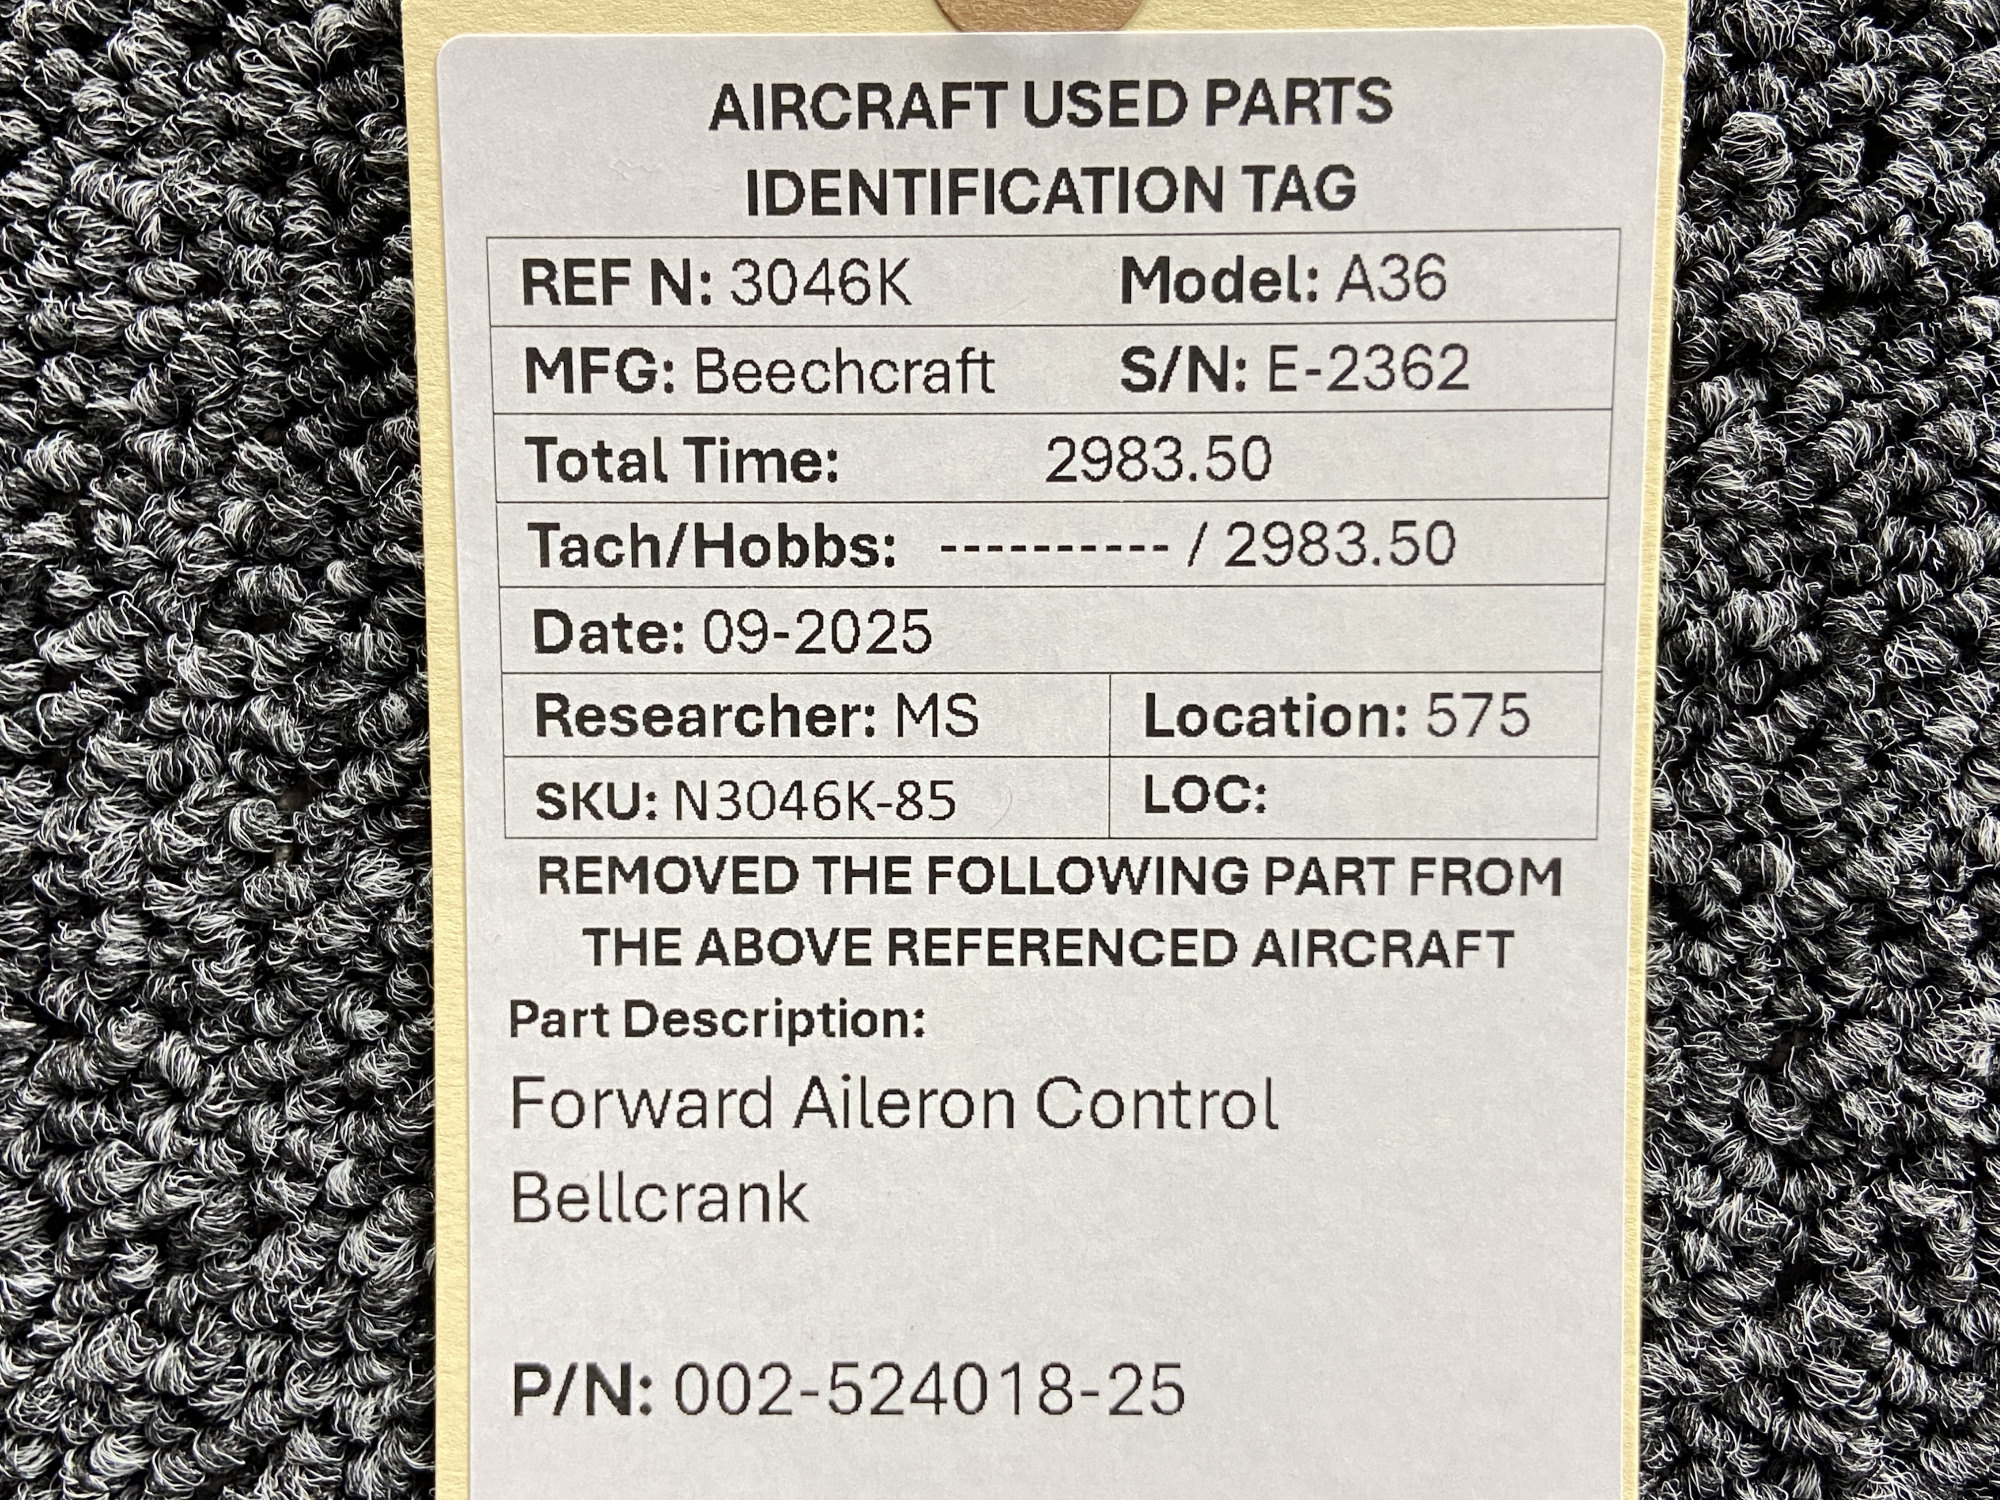 AIRCRAFT USED PARTS
IDENTIFICATION TAG
REF N: 3046K Model: A36
MFG: Beechcraft S/N: E-2362
Total Time: 2983.50
Tach/Hobbs: ---------- / 2983.50
Date: 09-2025
Researcher: MS Location: 575
SKU: N3046K-85 LOC:
REMOVED THE FOLLOWING PART FROM
THE ABOVE REFERENCED AIRCRAFT
Part Description:
Forward Aileron Control
Bellcrank
P/N: 002-524018-25